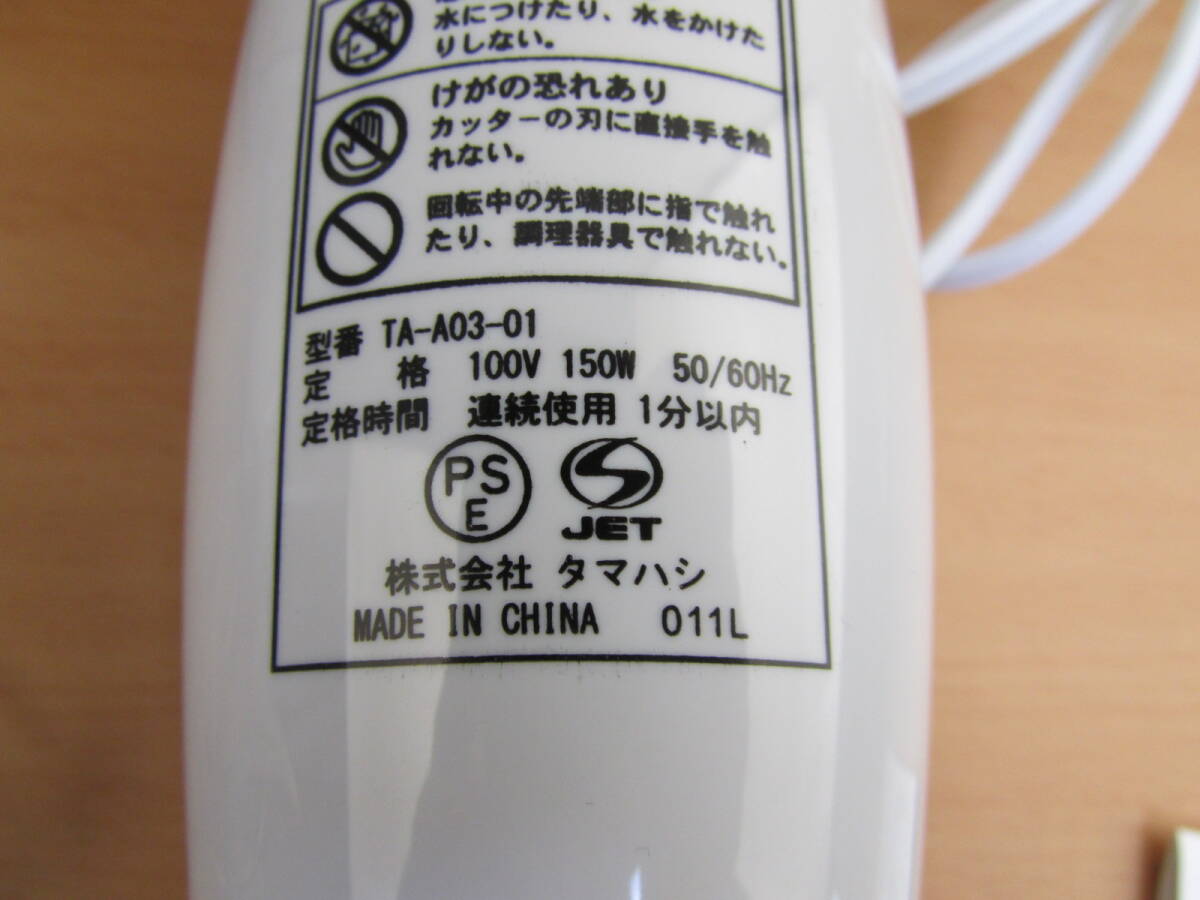 水につけたり、水をかけた
りしない。
けがの恐れあり
カッターの刃に直接手を触
れない。
回転中の先端部に指で触れ
たり、調理器具で触れない。
型番 TA-A03-01
定 格 100V 150W 50/60Hz
定格時間 連続使用 1分以内
PS
E
JET
株式会社 タマハシ
MADE IN CHINA 011L